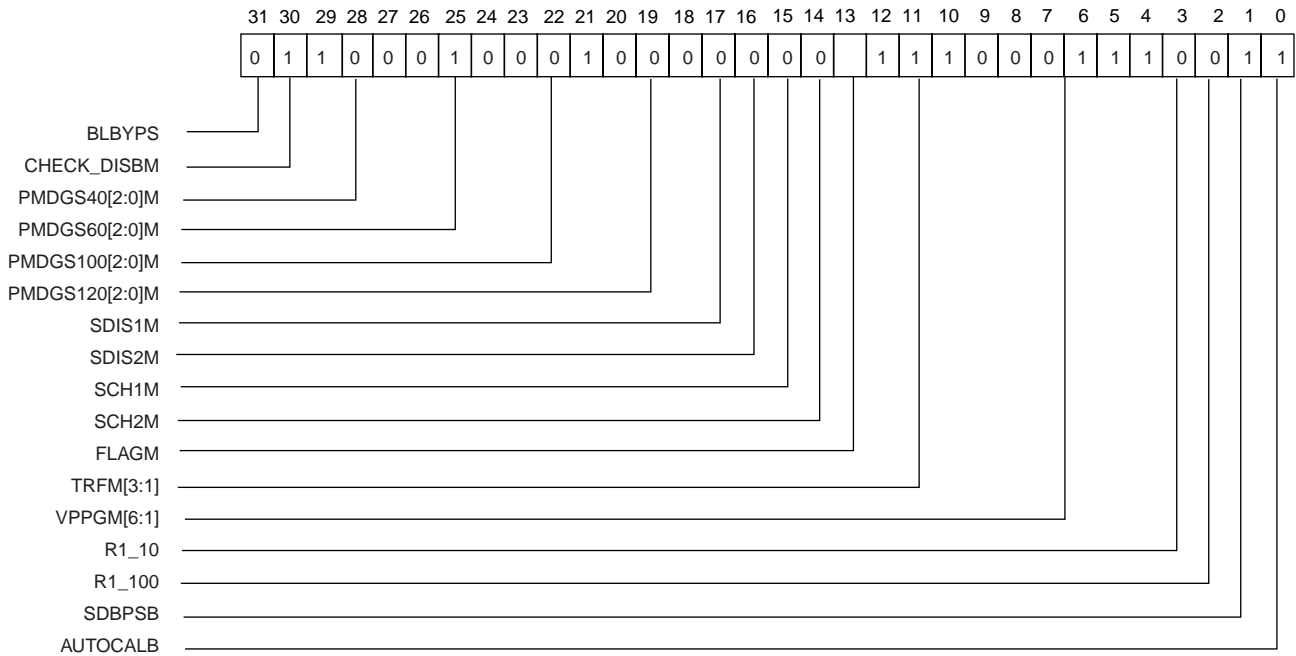 31 30 29 28 27 26 25 24 23 22 21 20 19 18 17 16 15 14 13 12 11 10 9 8 7 6 5 4 3 2 1 0
0 1 1 0 0 0 1 0 0 0 1 0 0 0 0 0 0 0 1 1 1 0 0 0 1 1 1 0 0 1 1
BLBYPS
CHECK_DISBM
PMDGS40[2:0]M
PMDGS60[2:0]M
PMDGS100[2:0]M
PMDGS120[2:0]M
SDIS1M
SDIS2M
SCH1M
SCH2M
FLAGM
TRFM[3:1]
VPPGM[6:1]
R1_10
R1_100
SDBPSB
AUTOCALB